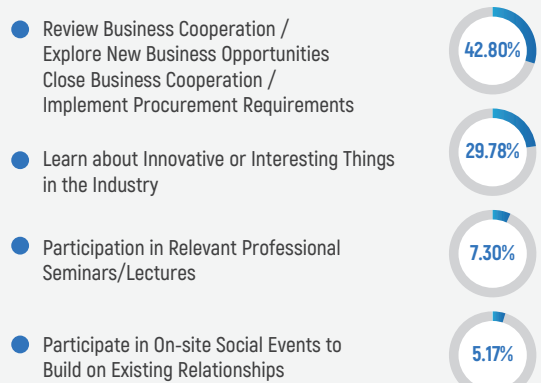 Review Business Cooperation /
Explore New Business Opportunities
Close Business Cooperation /
Implement Procurement Requirements
42.80%
Learn about Innovative or Interesting Things
in the Industry
29.78%
Participation in Relevant Professional
Seminars/Lectures
7.30%
Participate in On-site Social Events to
Build on Existing Relationships
5.17%